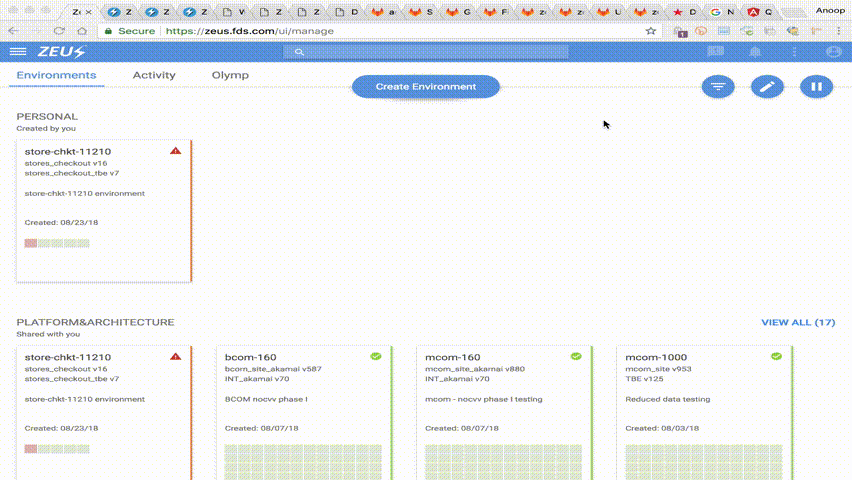 Ze
Z
Z
Z
W
Z
Z
D
a
S
G
F
z
z
U
z
D
N
Q
Anoop
Secure
https://zeus.fds.com/ui/manage
1
ZEUS
Environments
Activity
Olymp
Create Environment
PERSONAL
Created by you
store-chkt-11210
stores_checkout v16
stores_checkout_tbe v7
store-chkt-11210 environment
Created: 08/23/18
PLATFORM&ARCHITECTURE
VIEW ALL (17)
Shared with you
store-chkt-11210
stores_checkout v16
stores_checkout_tbe v7
store-chkt-11210 environment
Created: 08/23/18
bcom-160
bcom_site_akamai v587
INT_akamai v70
BCOM nocvv phase I
Created: 08/07/18
mcom-160
mcom_site_akamai v880
INT_akamai v70
mcom - nocvv phase I testing
Created: 08/07/18
mcom-1000
mcom_site v953
TBE v125
Reduced data testing
Created: 08/03/18